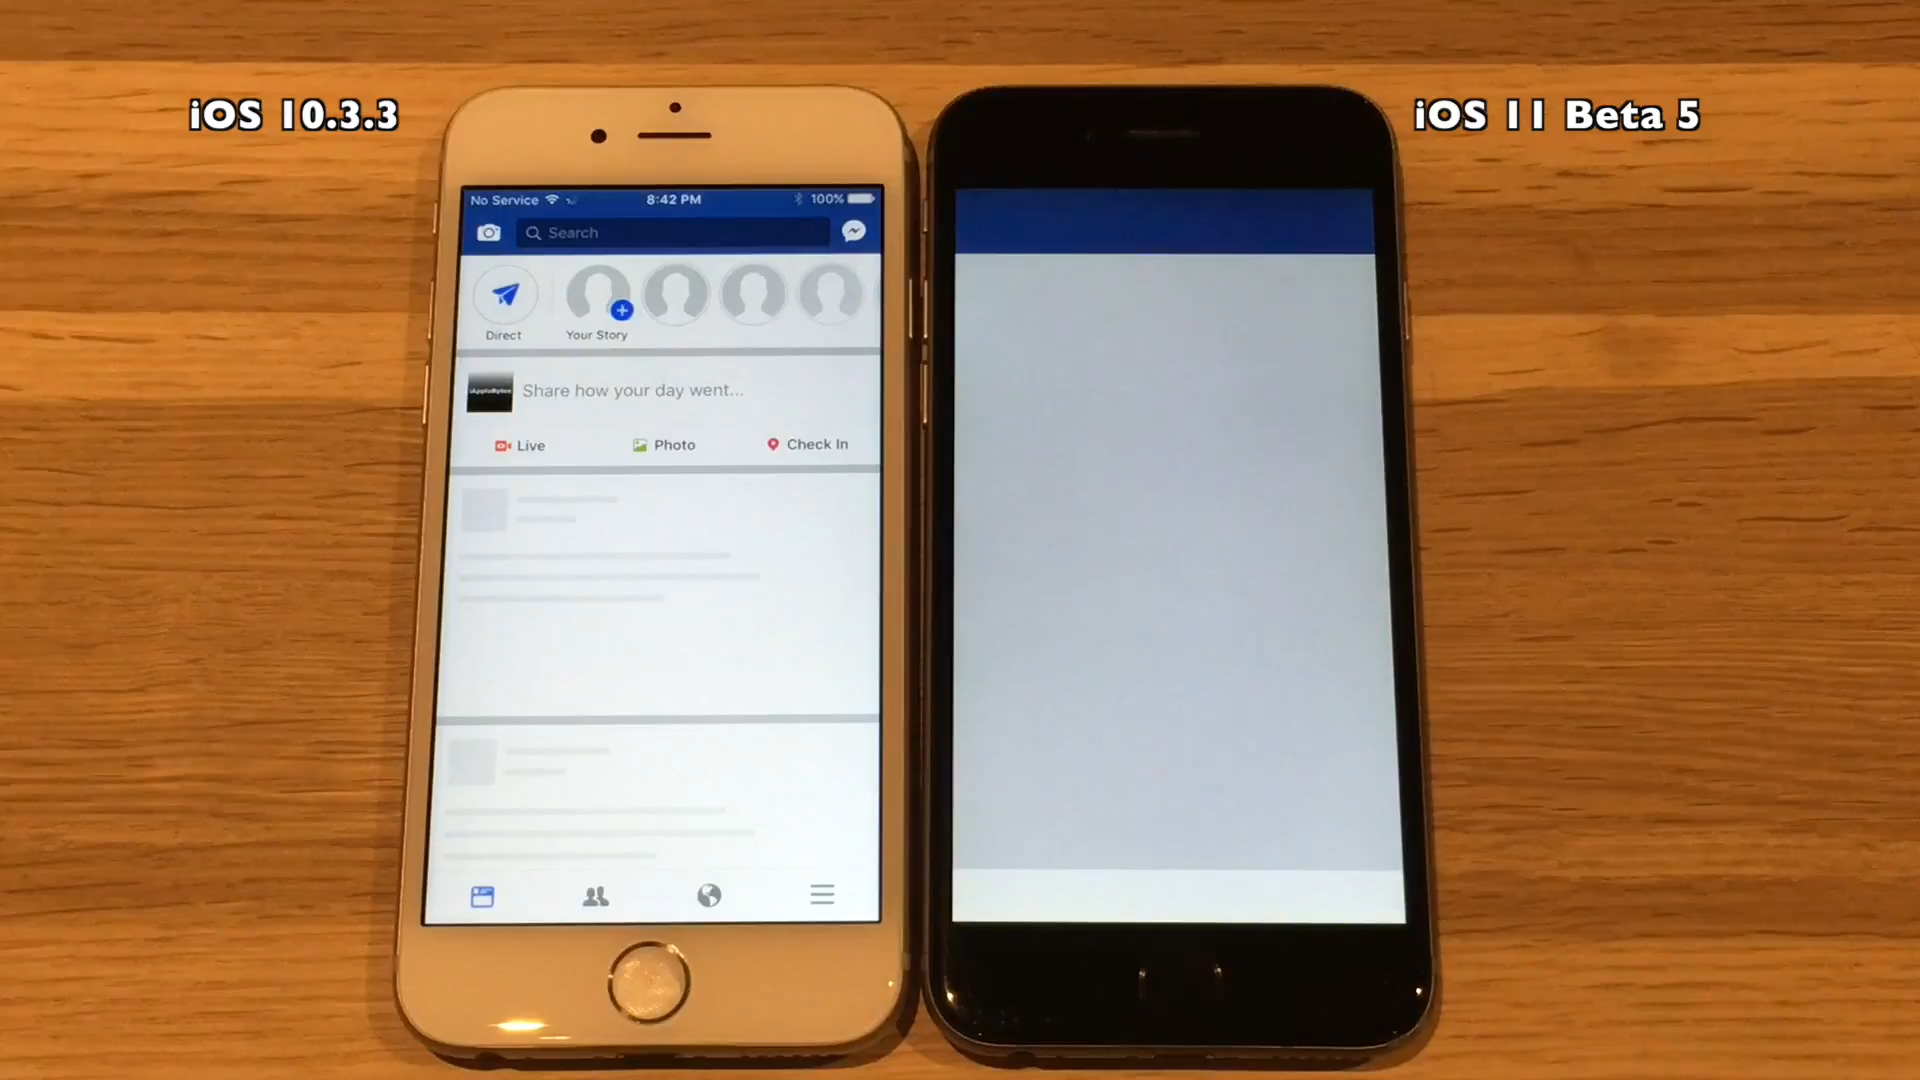 iOS 10.3.3
iOS 11 Beta 5
No Service
8:42 PM
100%
Search
Direct
Your Story
Share how your day went...
Live
Photo
Check In